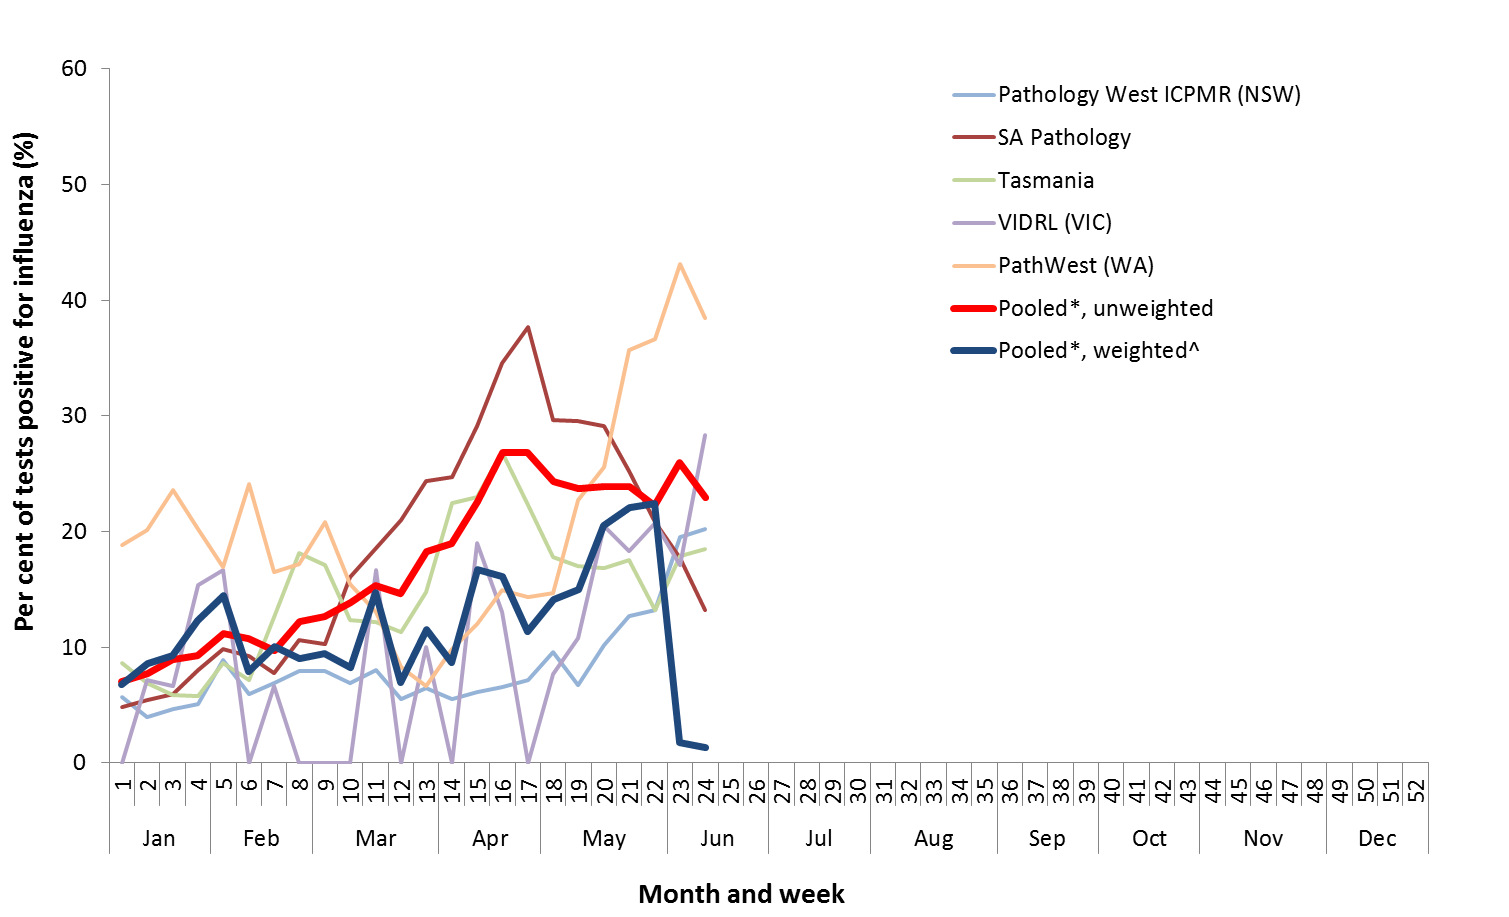 60
50
40
30
20
10
0
Per cent of tests positive for influenza (%)
Pathology West ICPMR (NSW)
SA Pathology
Tasmania
VIDRL (VIC)
PathWest (WA)
Pooled*, unweighted
Pooled*, weighted^
1 2 3 4 5 6 7 8 9 10 11 12 13 14 15 16 17 18 19 20 21 22 23 24 25 26 27 28 29 30 31 32 33 34 35 36 37 38 39 40 41 42 43 44 45 46 47 48 49 50 51 52
Jan Feb Mar Apr May Jun Jul Aug Sep Oct Nov Dec
Month and week